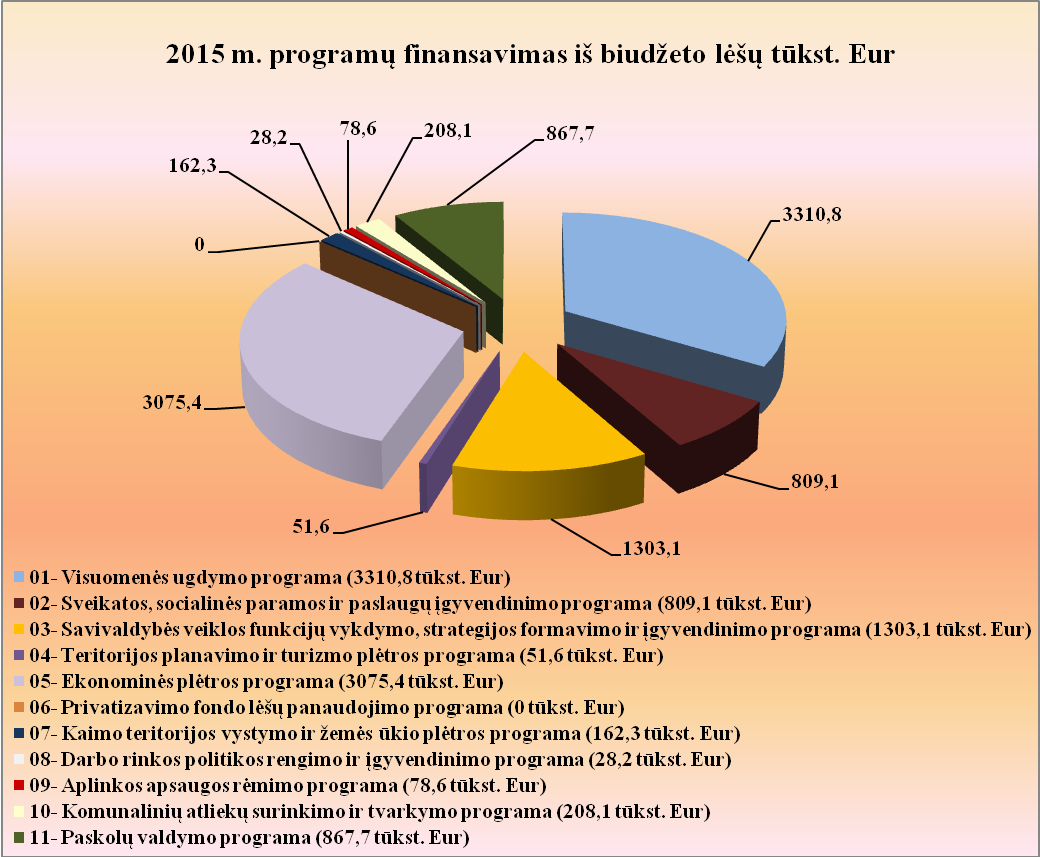 2015 m. programų finansavimas iš biudžeto lėšų tūkst. Eur
28,2
78,6
208,1
867,7
162,3
3310,8
0
3075,4
809,1
51,6
1303,1
01- Visuomenės ugdymo programa (3310,8 tūkst. Eur)
02- Sveikatos, socialinės paramos ir paslaugų įgyvendinimo programa (809,1 tūkst. Eur)
03- Savivaldybės veiklos funkcijų vykdymo, strategijos formavimo ir įgyvendinimo programa (1303,1 tūkst. Eur)
04- Teritorijos planavimo ir turizmo plėtros programa (51,6 tūkst. Eur)
05- Ekonominės plėtros programa (3075,4 tūkst. Eur)
06- Privatizavimo fondo lėšų panaudojimo programa (0 tūkst. Eur)
07- Kaimo teritorijos vystymo ir žemės ūkio plėtros programa (162,3 tūkst. Eur)
08- Darbo rinkos politikos rengimo ir įgyvendinimo programa (28,2 tūkst. Eur)
09- Aplinkos apsaugos rėmimo programa (78,6 tūkst. Eur)
10- Komunalinių atliekų surinkimo ir tvarkymo programa (208,1 tūkst. Eur)
11- Paskolų valdymo programa (867,7 tūkst. Eur)